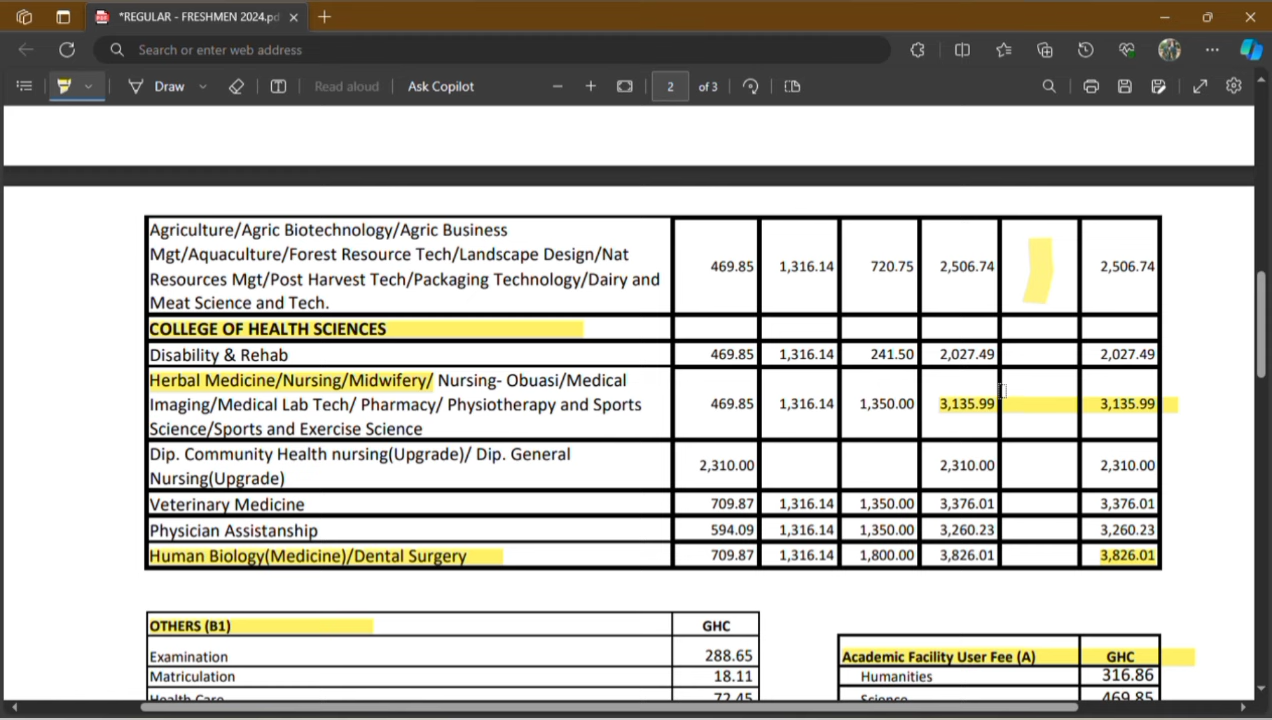 *REGULAR - FRESHMEN 2024.pd
Search or enter web address
Draw
Read aloud
Ask Copilot
2 of 3
Agriculture/Agric Biotechnology/Agric Business
Mgt/Aquaculture/Forest Resource Tech/Landscape Design/Nat
Resources Mgt/Post Harvest Tech/Packaging Technology/Dairy and
Meat Science and Tech.
469.85 1,316.14 720.75 2,506.74 2,506.74
COLLEGE OF HEALTH SCIENCES
Disability & Rehab 469.85 1,316.14 241.50 2,027.49 2,027.49
Herbal Medicine/Nursing/Midwifery/ Nursing- Obuasi/Medical
Imaging/Medical Lab Tech/ Pharmacy/ Physiotherapy and Sports
Science/Sports and Exercise Science
469.85 1,316.14 1,350.00 3,135.99 3,135.99
Dip. Community Health nursing(Upgrade)/ Dip. General
Nursing(Upgrade)
2,310.00 2,310.00 2,310.00
Veterinary Medicine 709.87 1,316.14 1,350.00 3,376.01 3,376.01
Physician Assistanship 594.09 1,316.14 1,350.00 3,260.23 3,260.23
Human Biology(Medicine)/Dental Surgery 709.87 1,316.14 1,800.00 3,826.01 3,826.01
OTHERS (B1) GHC
Examination 288.65
Matriculation 18.11
Health Care 72.45
Academic Facility User Fee (A) GHC
Humanities 316.86
Science 469.85